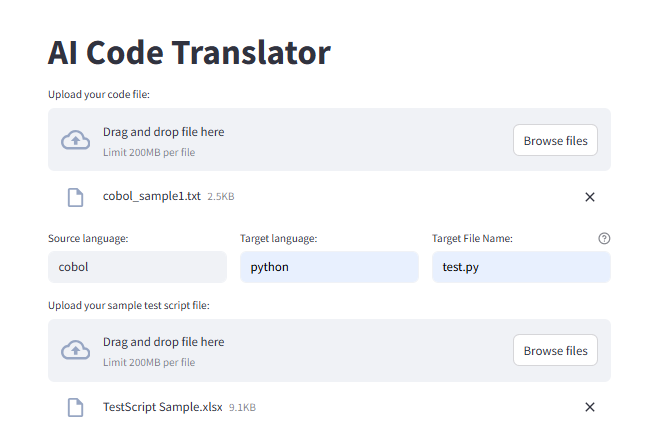 AI Code Translator
Upload your code file:
Drag and drop file here
Limit 200MB per file
Browse files
cobol_sample1.txt 2.5KB
Source language:
Target language:
Target File Name:
cobol
python
test.py
Upload your sample test script file:
Drag and drop file here
Limit 200MB per file
Browse files
TestScript Sample.xlsx 9.1KB